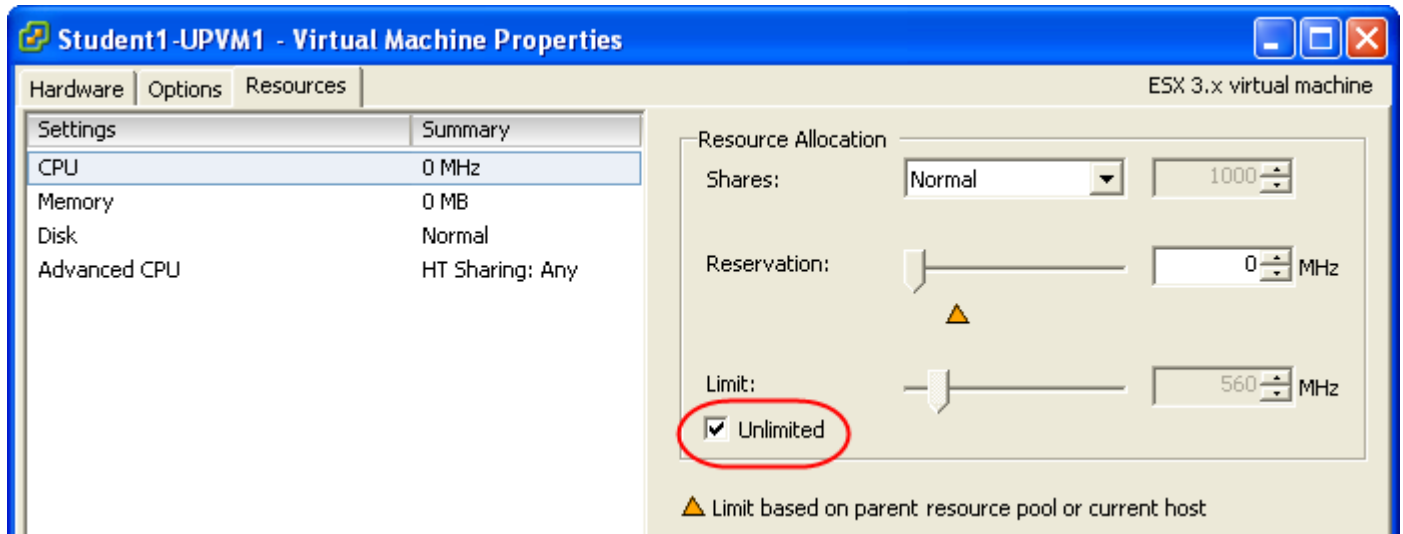 Student1-UPVM1 - Virtual Machine Properties
Hardware Options Resources ESX 3.x virtual machine
Settings Summary
CPU 0 MHz
Memory 0 MB
Disk Normal
Advanced CPU HT Sharing: Any
Resource Allocation
Shares: Normal 1000
Reservation: 0 MHz
Limit: 560 MHz
Unlimited
Limit based on parent resource pool or current host